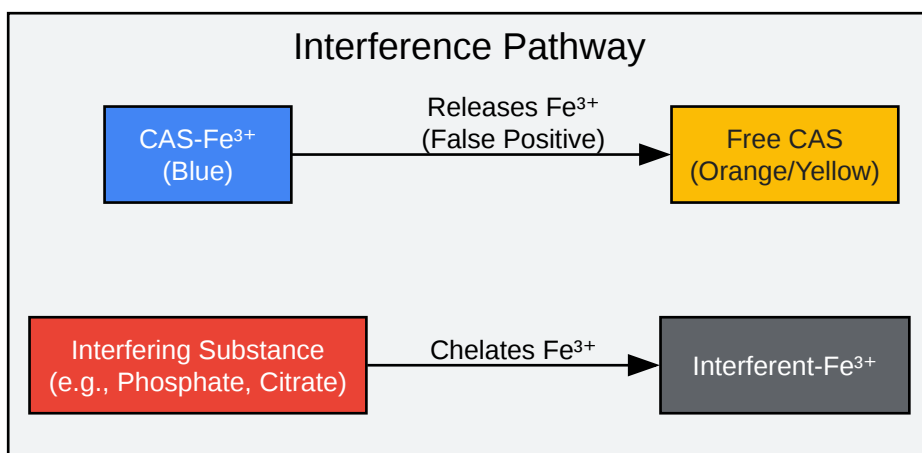 Interference Pathway
CAS-Fe³⁺
(Blue)
Releases Fe³⁺
(False Positive)
Free CAS
(Orange/Yellow)
Interfering Substance
(e.g., Phosphate, Citrate)
Chelates Fe³⁺
Interferent-Fe³⁺